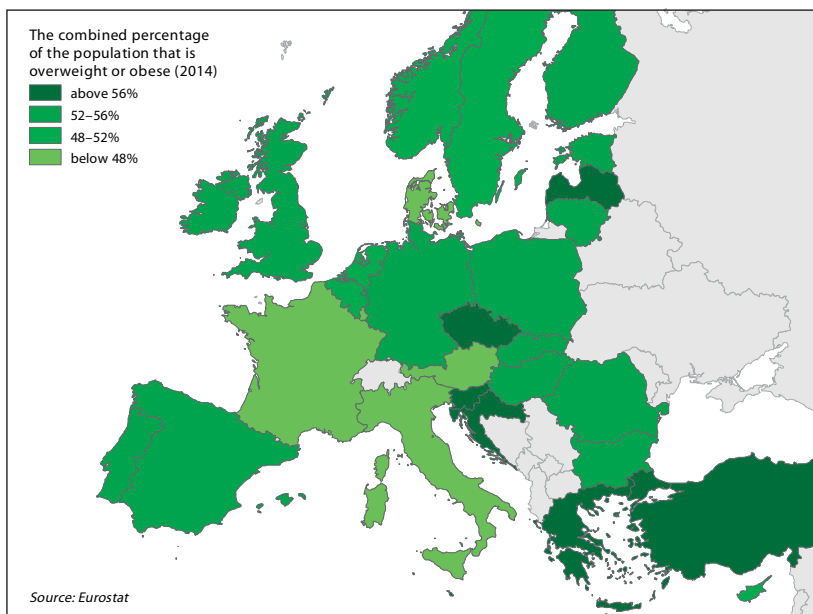 The combined percentage
of the population that is
overweight or obese (2014)
above 56%
52–56%
48–52%
below 48%
Source: Eurostat